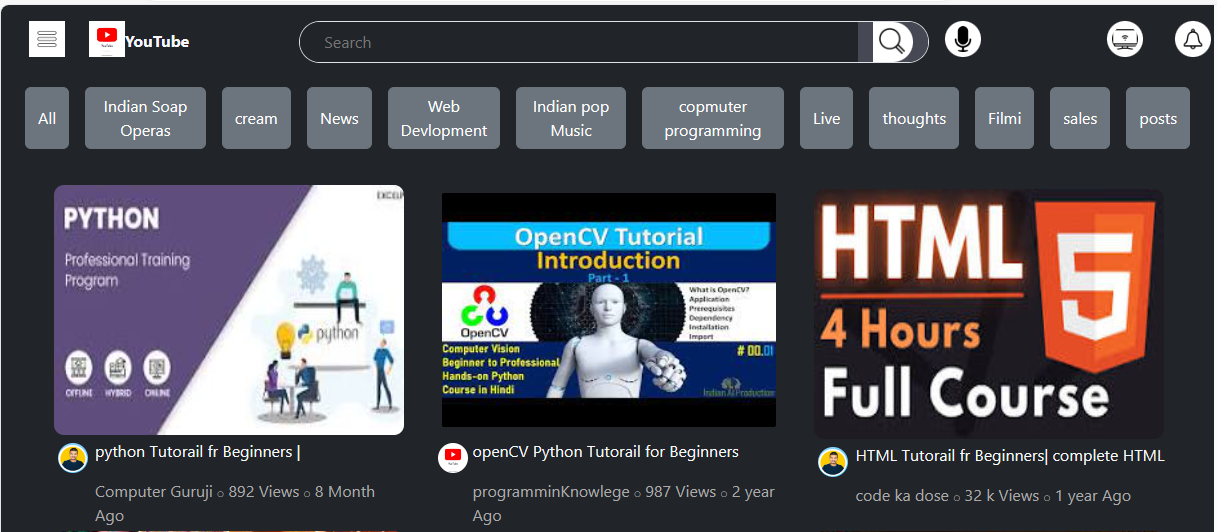 YouTube
Search
All
Indian Soap
Operas
cream
News
Web
Devlopment
Indian pop
Music
copmuter
programming
Live
thoughts
Filmi
sales
posts
PYTHON
Professional Training
Program
python
OFFLINE
HYBRID
ONLINE
OpenCV Tutorial
Introduction
Part - 1
What is OpenCV?
Application
Prerequisites
Dependency
Installation
Import
OpenCV
Computer Vision
Beginner to Professional
Hands-on Python
Course in Hindi
# 00.01
Indian AI Production
HTML
5
4 Hours
Full Course
python Tutorail fr Beginners |
Computer Guruji ○ 892 Views ○ 8 Month
Ago
openCV Python Tutorail for Beginners
programminKnowlege ○ 987 Views ○ 2 year
Ago
HTML Tutorail fr Beginners| complete HTML
code ka dose ○ 32 k Views ○ 1 year Ago